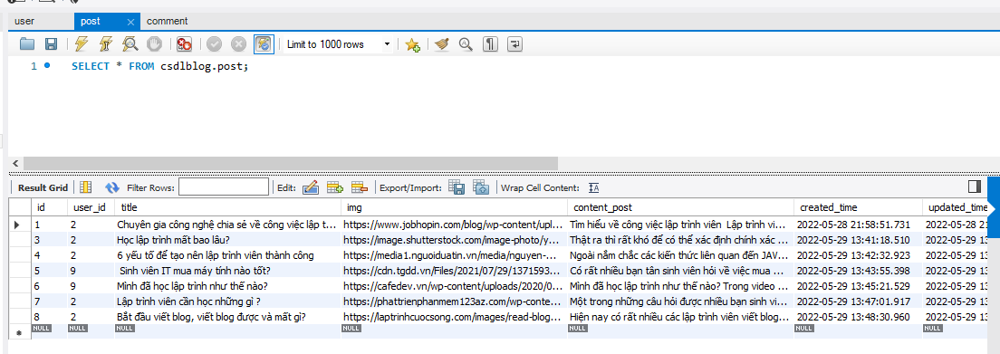 user post comment
Limit to 1000 rows
1 SELECT * FROM csdlblog.post;
Result Grid Filter Rows: Edit: Export/Import: Wrap Cell Content:
id user_id title img content_post created_time updated_time
1 2 Chuyên gia công nghệ chia sẻ về công việc lập t... https://www.jobhopin.com/blog/wp-content/upl... Tìm hiểu về công việc lập trình viên Lập trình vi... 2022-05-28 21:58:51.731 2022-05-28 21
3 2 Học lập trình mất bao lâu? https://image.shutterstock.com/image-photo/y... Thật ra thì rất khó để có thể xác định chính xác ... 2022-05-29 13:41:18.510 2022-05-29 13
4 2 6 yếu tố để tạo nên lập trình viên thành công https://media1.nguoiduatin.vn/media/nguyen-... Ngoài nắm chắc các kiến thức liên quan đến JAV... 2022-05-29 13:42:32.923 2022-05-29 13
5 9 Sinh viên IT mua máy tính nào tốt? https://cdn.tgdd.vn/Files/2021/07/29/1371593... Có rất nhiều bạn tân sinh viên hỏi về việc mua ... 2022-05-29 13:43:55.398 2022-05-29 13
6 9 Mình đã học lập trình như thế nào? https://cafedev.vn/wp-content/uploads/2020/0... Mình đã học lập trình như thế nào? Trong video ... 2022-05-29 13:45:21.529 2022-05-29 13
7 2 Lập trình viên cần học những gì ? https://phattrienphanmem123az.com/wp-conte... Một trong những câu hỏi được nhiều bạn sinh vi... 2022-05-29 13:47:01.917 2022-05-29 13
8 2 Bắt đầu viết blog, viết blog được và mất gì? https://laptrinhcuocsong.com/images/read-blog... Hiện nay có rất nhiều các lập trình viên viết blog... 2022-05-29 13:48:30.960 2022-05-29 13
NULL NULL NULL NULL NULL NULL NULL